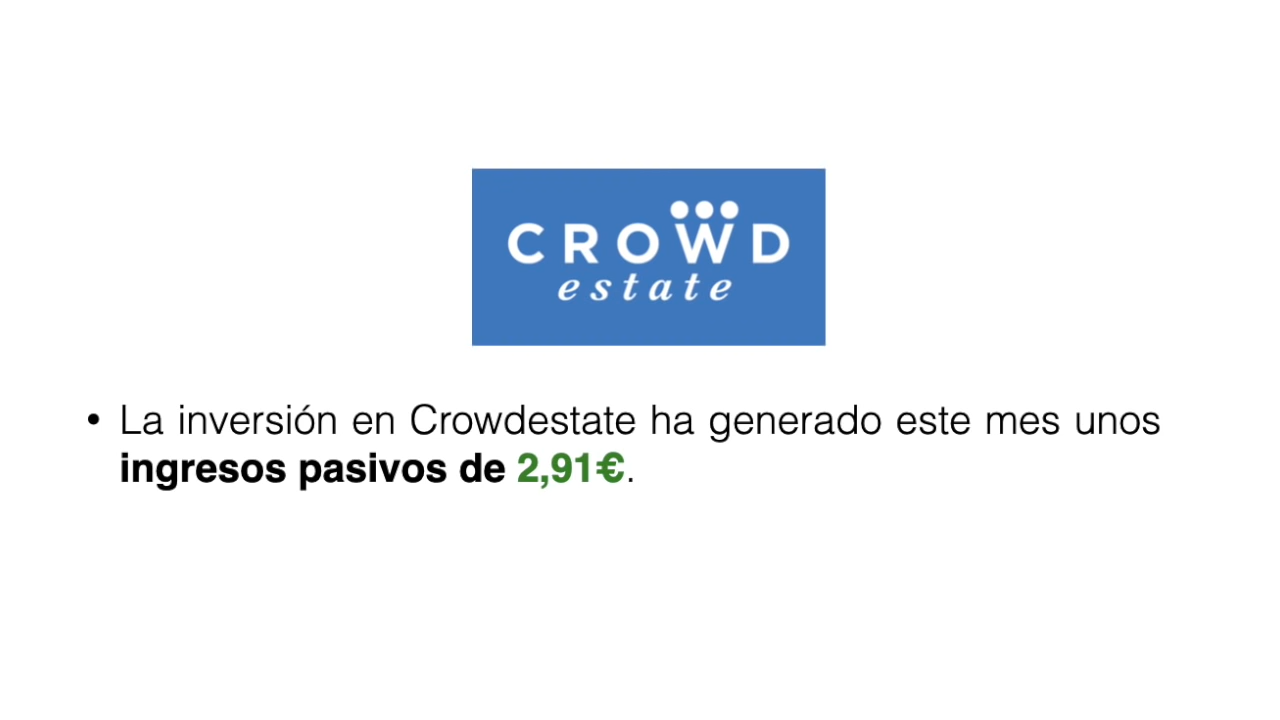 CROWD
estate
• La inversión en Crowdestate ha generado este mes unos
ingresos pasivos de 2,91€.